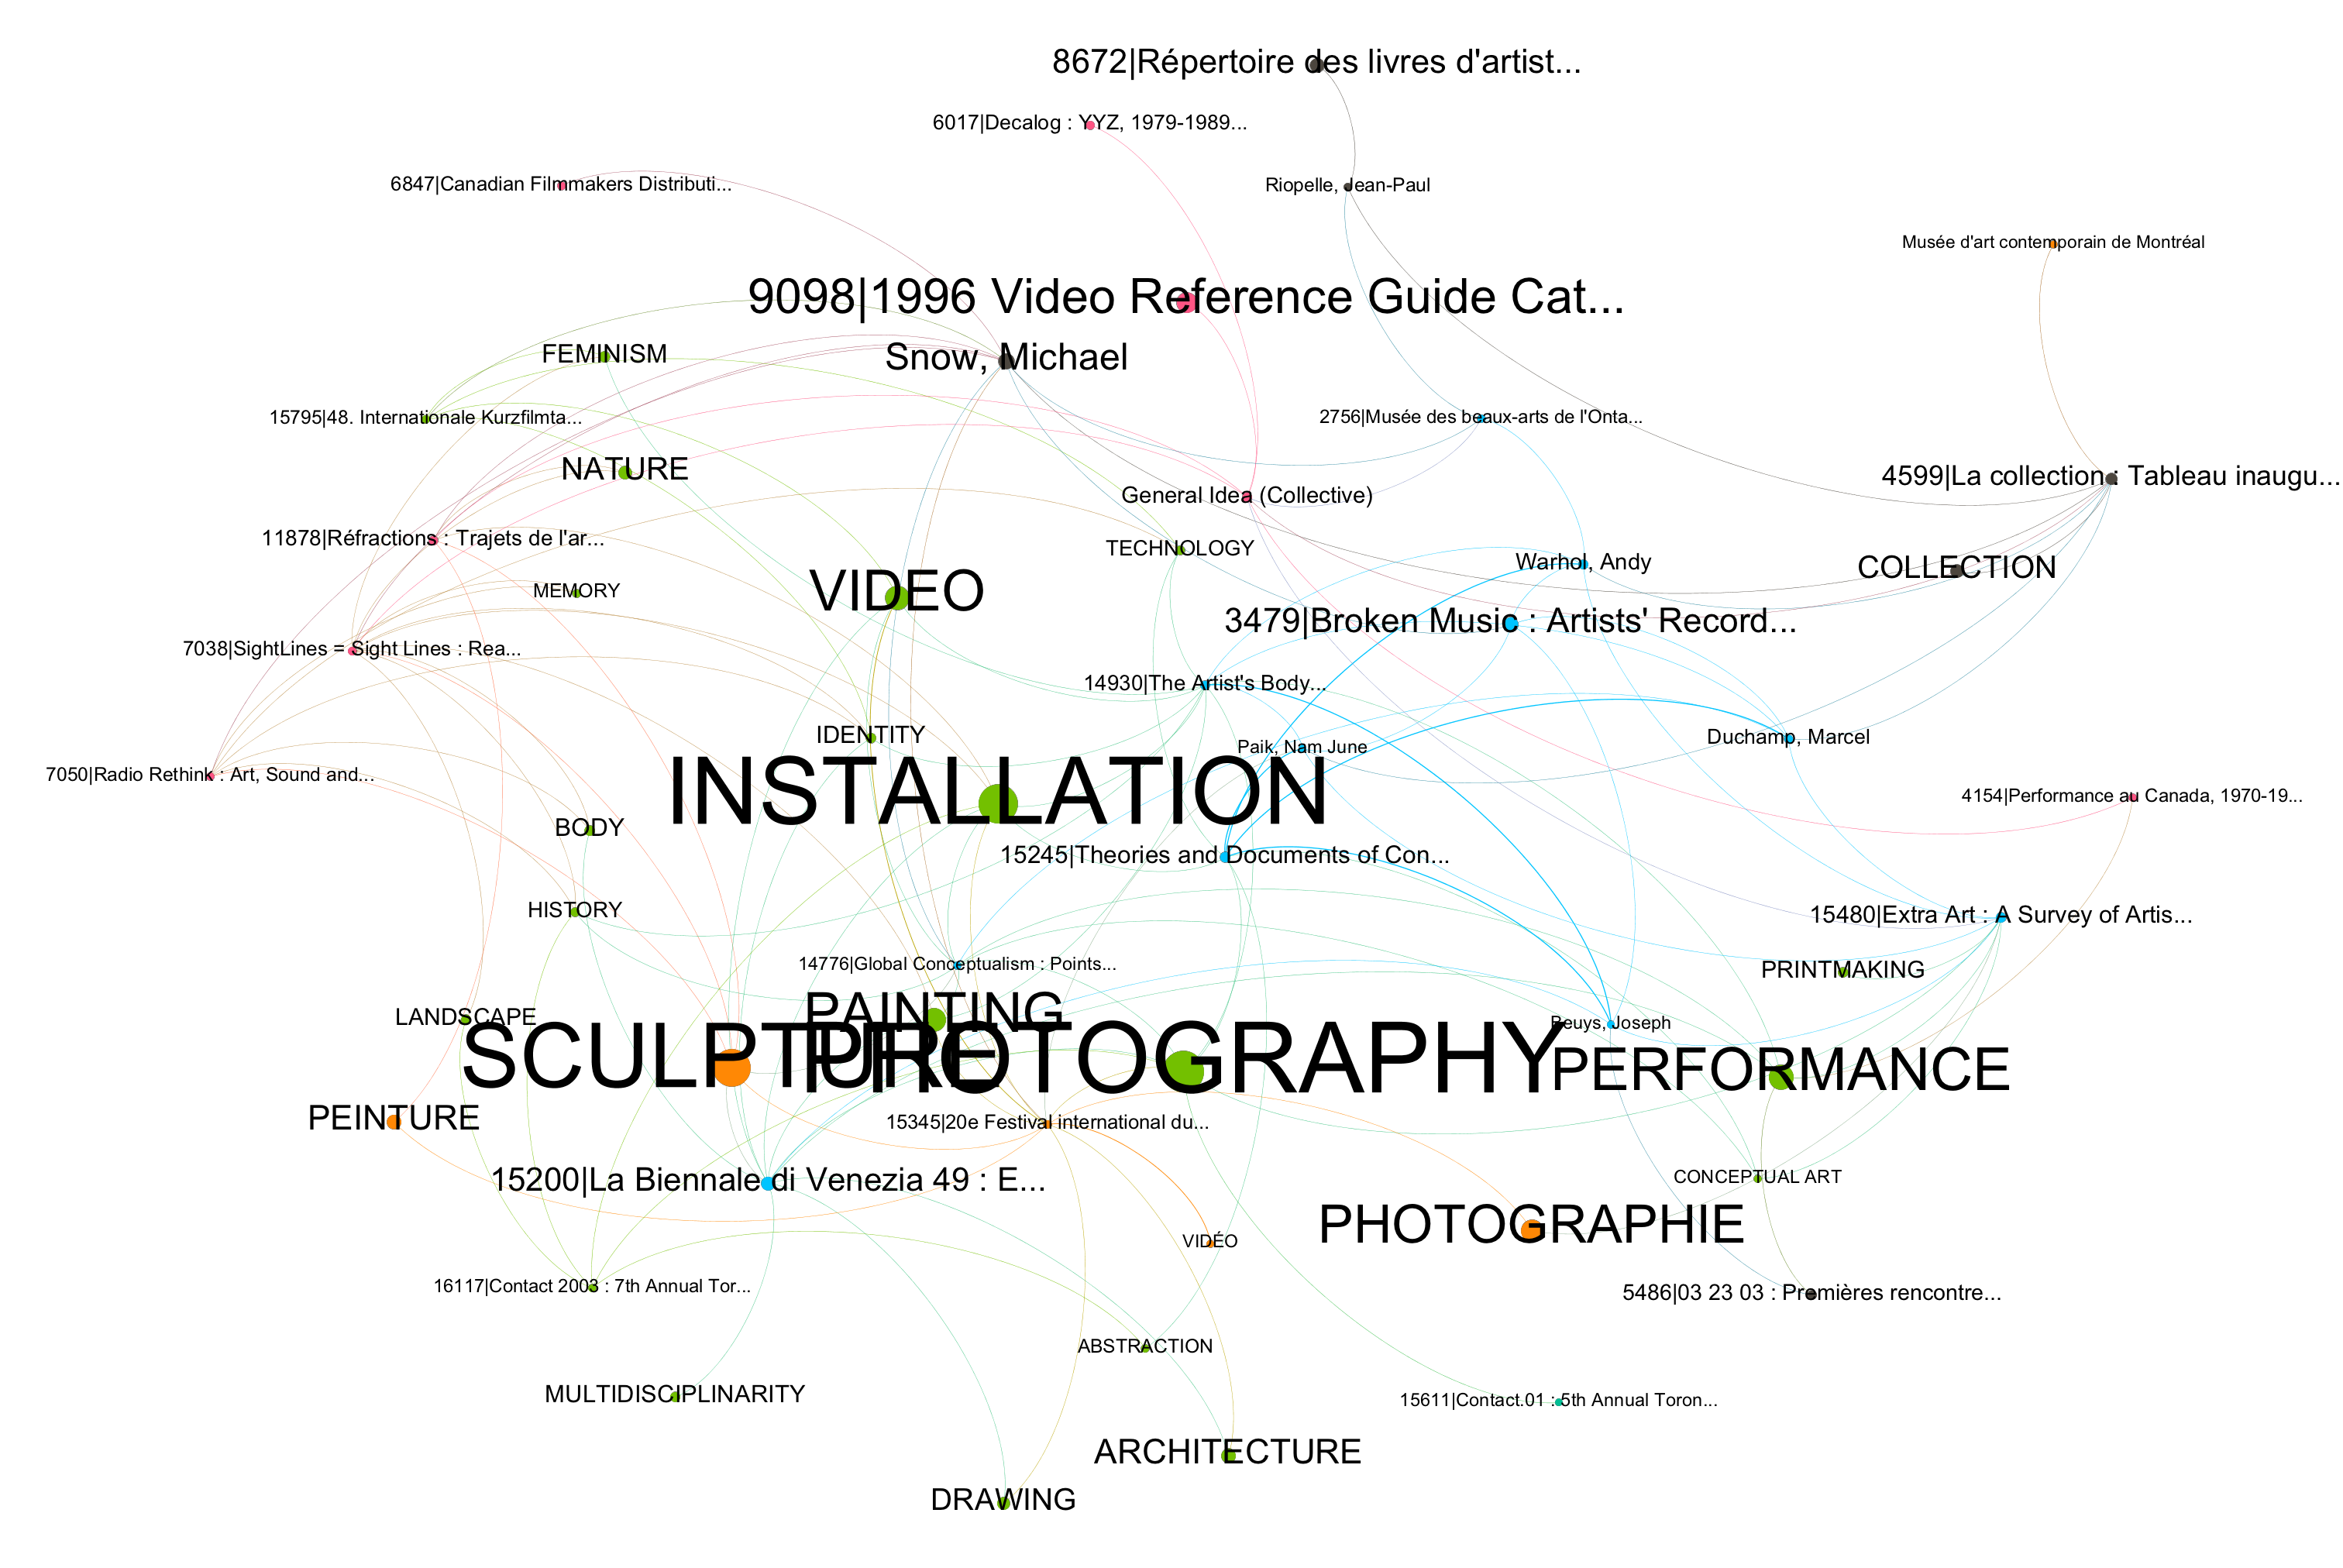 8672|Répertoire des livres d'artist...
6017|Decalog : YYZ, 1979-1989...
6847|Canadian Filmmakers Distributi...
Riopelle, Jean-Paul
Musée d'art contemporain de Montréal
9098|1996 Video Reference Guide Cat...
FEMINISM
Snow, Michael
15795|48. Internationale Kurzfilmta...
2756|Musée des beaux-arts de l'Onta...
NATURE
4599|La collection : Tableau inaugu...
General Idea (Collective)
11878|Réfractions : Trajets de l'ar...
TECHNOLOGY
Warhol, Andy
COLLECTION
MEMORY
VIDEO
3479|Broken Music : Artists' Record...
7038|SightLines = Sight Lines : Rea...
14930|The Artist's Body...
IDENTITY
Paik, Nam June
Duchamp, Marcel
7050|Radio Rethink : Art, Sound and...
INSTALLATION
4154|Performance au Canada, 1970-19...
BODY
15245|Theories and Documents of Con...
HISTORY
15480|Extra Art : A Survey of Artis...
14776|Global Conceptualism : Points...
PRINTMAKING
PAINTING
LANDSCAPE
Beuys, Joseph
SCULPTURE
PHOTOGRAPHY
PERFORMANCE
PEINTURE
15345|20e Festival international du...
15200|La Biennale di Venezia 49 : E...
CONCEPTUAL ART
PHOTOGRAPHIE
VIDÉO
16117|Contact 2003 : 7th Annual Tor...
5486|03 23 03 : Premières rencontre...
ABSTRACTION
MULTIDISCIPLINARITY
15611|Contact.01 : 5th Annual Toron...
ARCHITECTURE
DRAWING